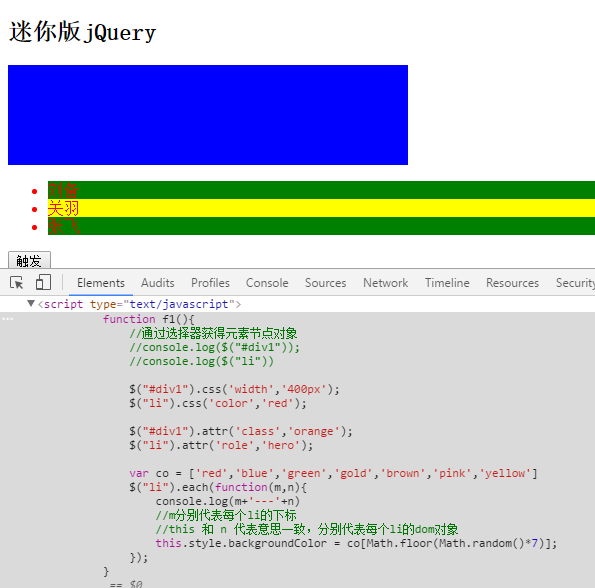 迷你版jQuery
关羽
触发
Elements Audits Profiles Console Sources Network Timeline Resources Security
<script type="text/javascript">
function f1(){
//通过选择器获得元素节点对象
//console.log($("#div1"));
//console.log($("li"))
$("#div1").css('width','400px');
$("li").css('color','red');
$("#div1").attr('class','orange');
$("li").attr('role','hero');
var co = ['red','blue','green','gold','brown','pink','yellow']
$("li").each(function(m,n){
console.log(m+'---'+n)
//m分别代表每个li的下标
//this 和 n 代表意思一致，分别代表每个li的dom对象
this.style.backgroundColor = co[Math.floor(Math.random()*7)];
});
}
== $0